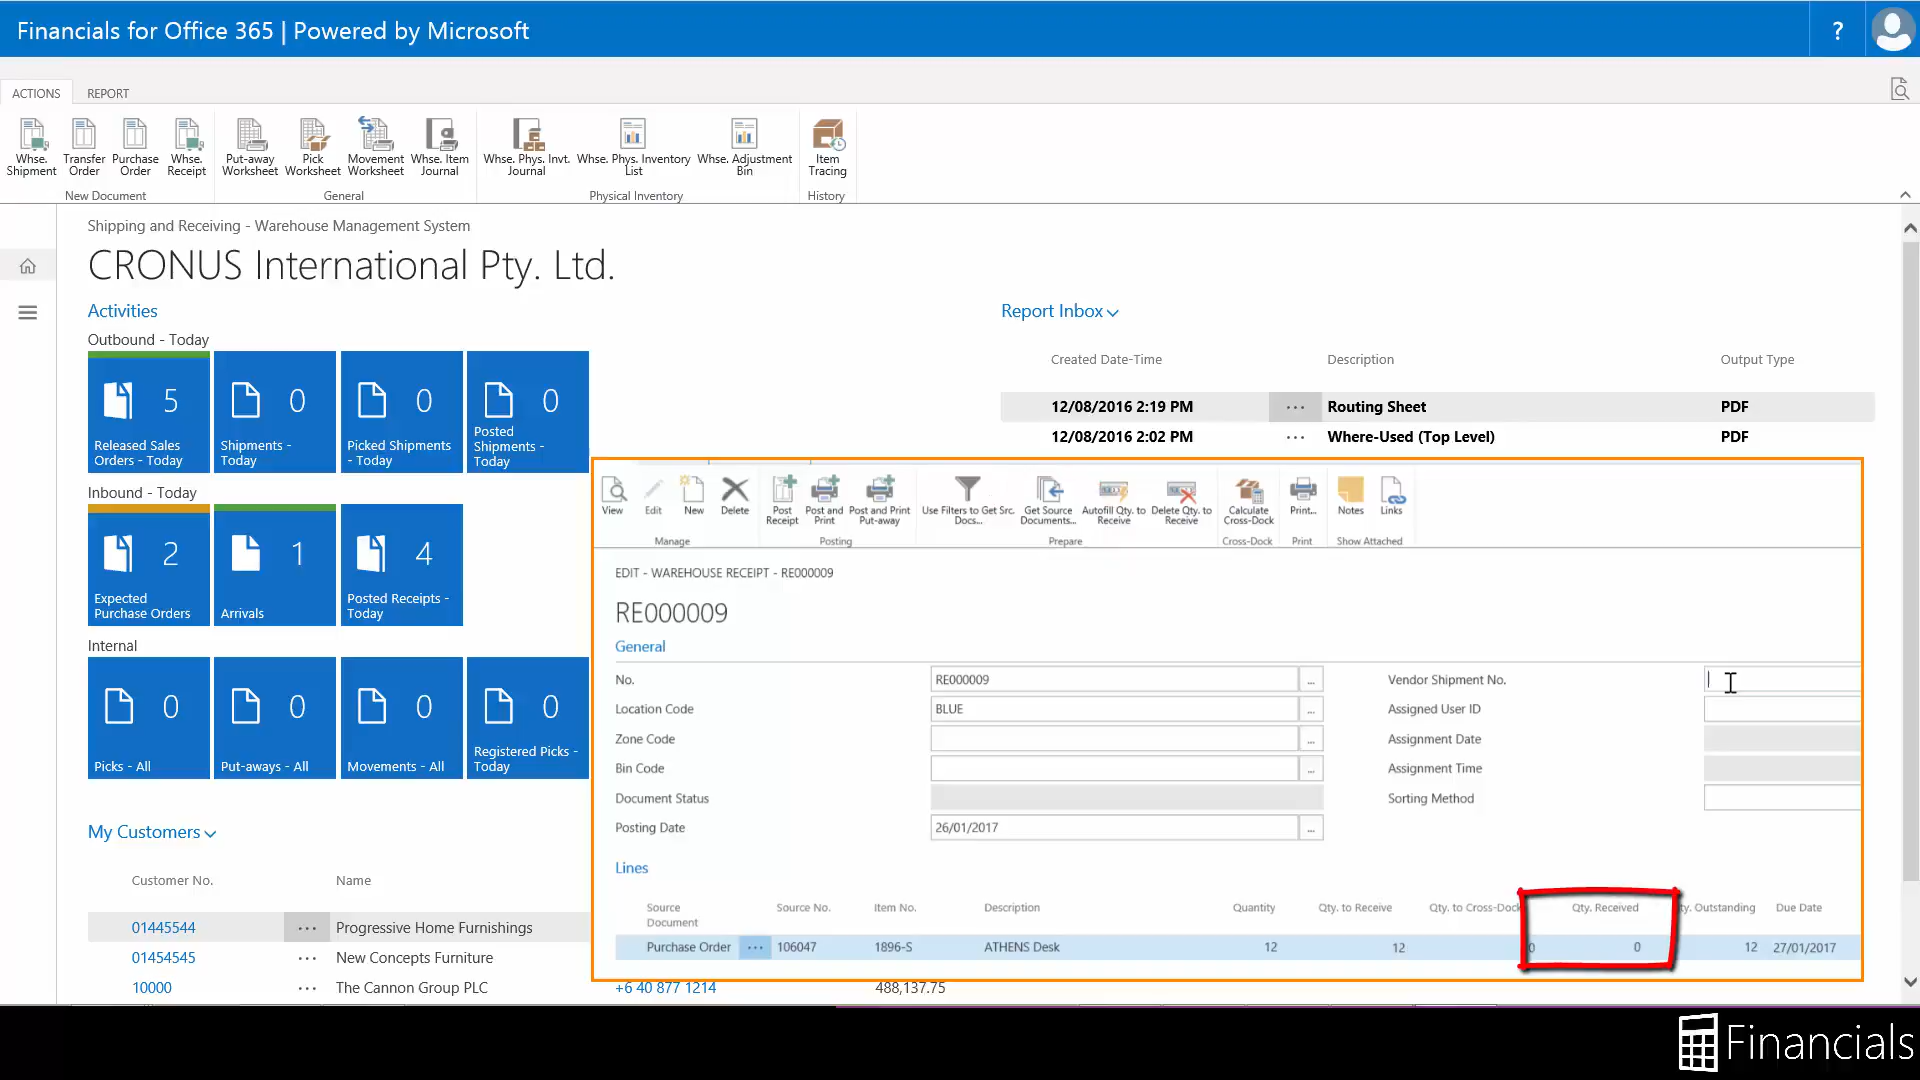 Financials for Office 365 | Powered by Microsoft
?
ACTIONS REPORT
Whse. Shipment
Transfer Order
Purchase Order
Whse. Receipt
New Document
Put-away Worksheet
Pick Worksheet
Movement Worksheet
Whse. Item Journal
General
Whse. Phys. Invt. Journal
Whse. Phys. Inventory List
Whse. Adjustment Bin
Physical Inventory
Item Tracing
History
Shipping and Receiving - Warehouse Management System
CRONUS International Pty. Ltd.
Activities
Outbound - Today
5
Released Sales Orders - Today
0
Shipments - Today
0
Picked Shipments - Today
0
Posted Shipments - Today
Inbound - Today
2
Expected Purchase Orders
1
Arrivals
4
Posted Receipts - Today
Internal
0
Picks - All
0
Put-aways - All
0
Movements - All
0
Registered Picks - Today
My Customers
Customer No. Name
01445544 ... Progressive Home Furnishings
01454545 ... New Concepts Furniture
10000 ... The Cannon Group PLC +6 40 877 1214 488,137.75
Report Inbox
Created Date-Time Description Output Type
12/08/2016 2:19 PM ... Routing Sheet PDF
12/08/2016 2:02 PM ... Where-Used (Top Level) PDF
View
Edit
New
Delete
Manage
Post Receipt
Post and Print
Post and Print Put-away
Posting
Use Filters to Get Src. Docs...
Get Source Documents...
Autofill Qty. to Receive
Delete Qty. to Receive
Prepare
Calculate Cross-Dock
Cross-Dock
Print...
Print
Notes
Links
Show Attached
EDIT - WAREHOUSE RECEIPT - RE000009
RE000009
General
No. RE000009 ...
Location Code BLUE ...
Zone Code ...
Bin Code ...
Document Status
Posting Date 26/01/2017 ...
Vendor Shipment No.
Assigned User ID
Assignment Date
Assignment Time
Sorting Method
Lines
Source Document Source No. Item No. Description Quantity Qty. to Receive Qty. to Cross-Dock Qty. Received Outstanding Due Date
Purchase Order ... 106047 1896-S ATHENS Desk 12 12 0 0 12 27/01/2017
Financials